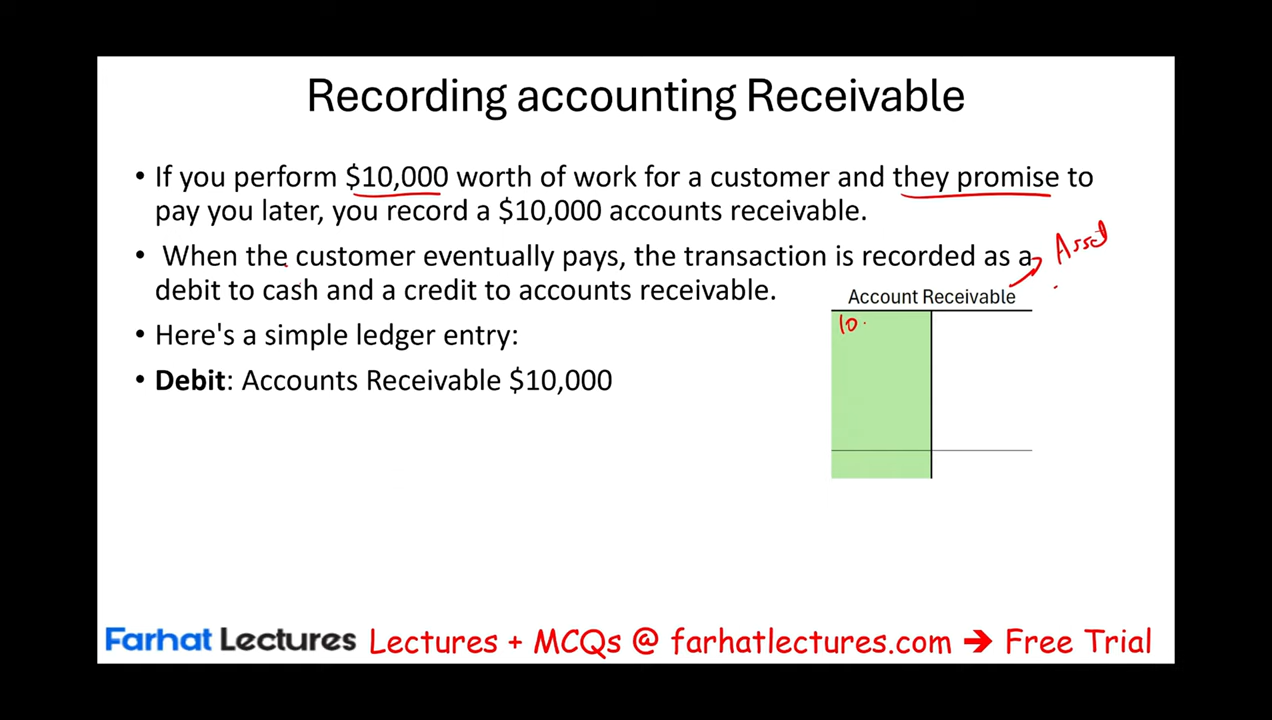 Recording accounting Receivable
• If you perform $10,000 worth of work for a customer and they promise to
pay you later, you record a $10,000 accounts receivable.
• When the customer eventually pays, the transaction is recorded as a
debit to cash and a credit to accounts receivable.
Asset
Account Receivable
10
• Here's a simple ledger entry:
• Debit: Accounts Receivable $10,000
Farhat Lectures Lectures + MCQs @ farhatlectures.com ➔ Free Trial